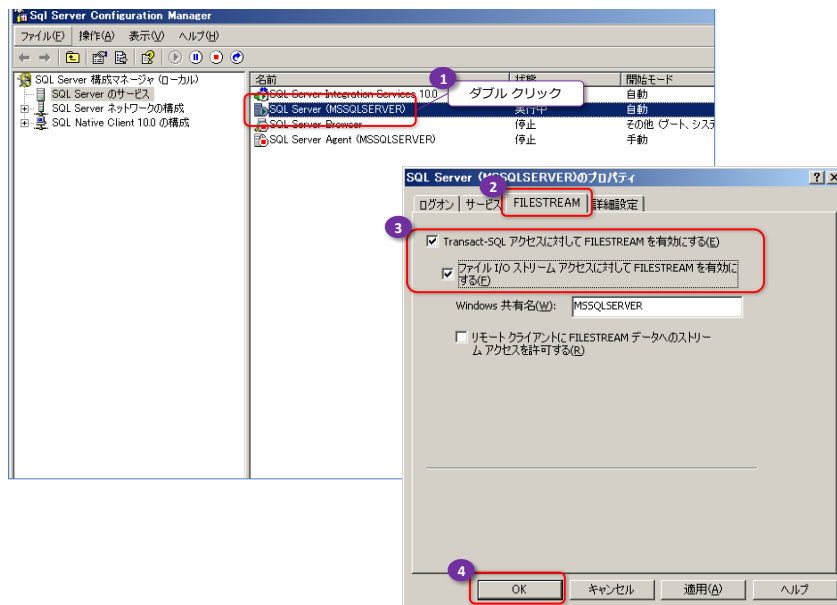 Sql Server Configuration Manager
ファイル(F) 操作(A) 表示(V) ヘルプ(H)
SQL Server 構成マネージャ (ローカル)
SQL Server のサービス
SQL Server ネットワークの構成
SQL Native Client 10.0 の構成
名前 状態 開始モード
SQL Server Integration Services 10.0 自動
SQL Server (MSSQLSERVER) 実行中 自動
SQL Server Browser 停止 その他 (ブート、システ
SQL Server Agent (MSSQLSERVER) 停止 手動
1
ダブル クリック
SQL Server (MSSQLSERVER)のプロパティ
2
ログオン サービス FILESTREAM 詳細設定
3
Transact-SQL アクセスに対して FILESTREAM を有効にする(E)
ファイル I/O ストリーム アクセスに対して FILESTREAM を有効に
する(F)
Windows 共有名(W): MSSQLSERVER
リモート クライアントに FILESTREAM データへのストリー
ム アクセスを許可する(R)
4
OK キャンセル 適用(A) ヘルプ